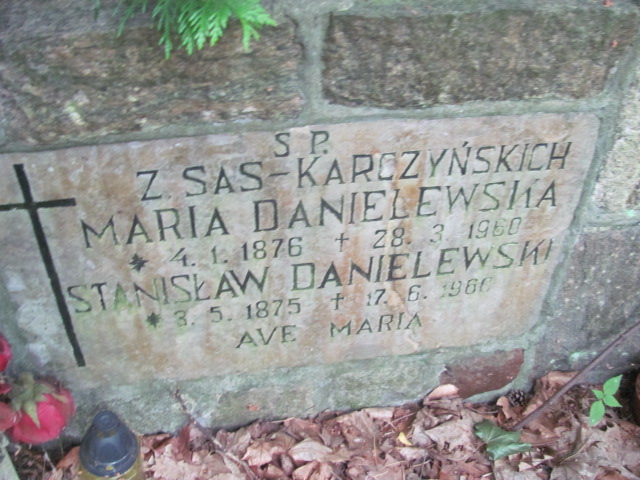 Ś.P.
Z SAS-KARCZYŃSKICH
MARIA DANIELEWSKA
* 4. 1. 1876 + 28. 3. 1960
STANISŁAW DANIELEWSKI
* 3. 5. 1875 + 17. 6. 1960
AVE MARIA